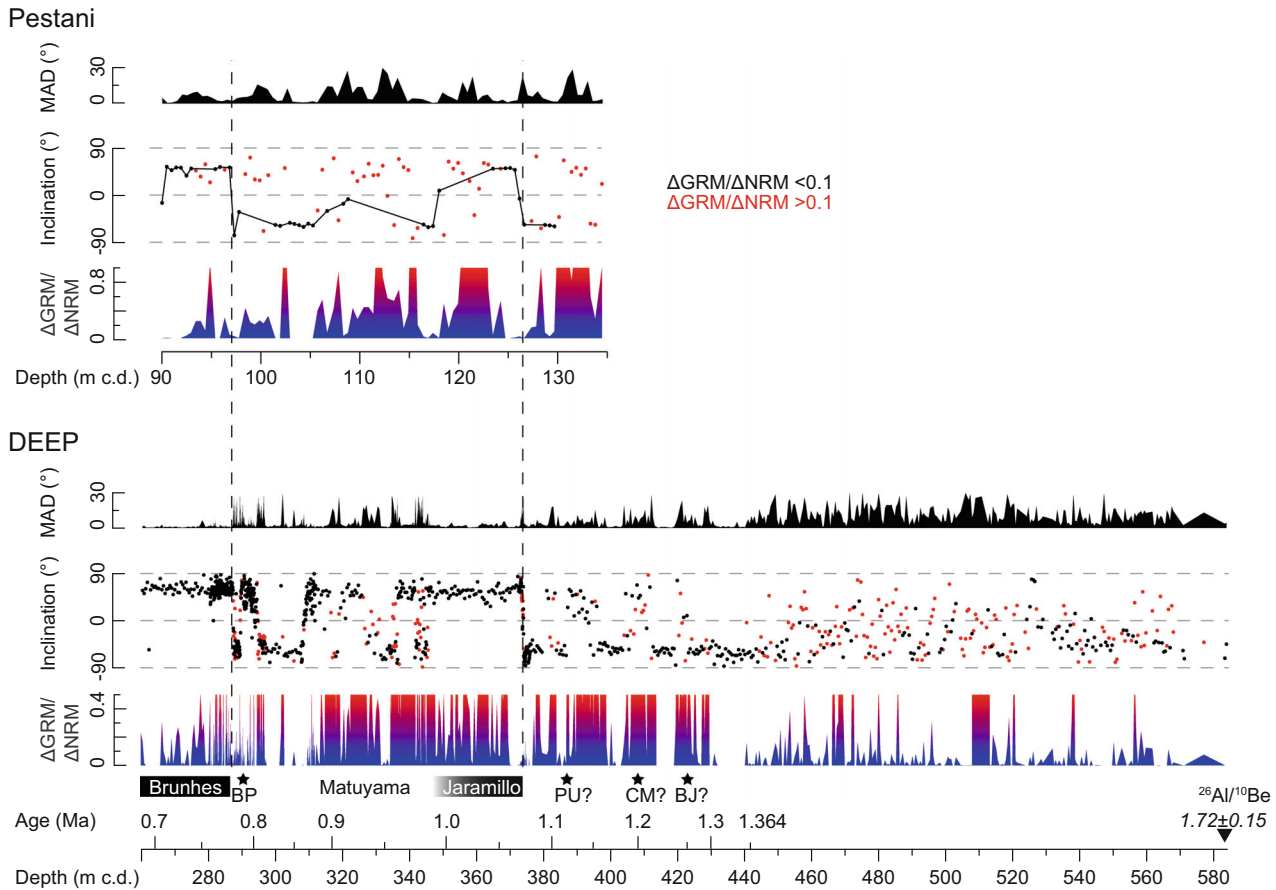 Pestani
MAD (°)
30
0
Inclination (°)
90
0
-90
ΔGRM/ΔNRM <0.1
ΔGRM/ΔNRM >0.1
ΔGRM/
ΔNRM
0.8
0
Depth (m c.d.)
90 100 110 120 130
DEEP
MAD (°)
30
0
Inclination (°)
90
0
-90
ΔGRM/
ΔNRM
0.4
0
Brunhes BP Matuyama Jaramillo PU? CM? BJ?
26Al/10Be
1.72±0.15
Age (Ma) 0.7 0.8 0.9 1.0 1.1 1.2 1.3 1.364
Depth (m c.d.) 280 300 320 340 360 380 400 420 440 460 480 500 520 540 560 580